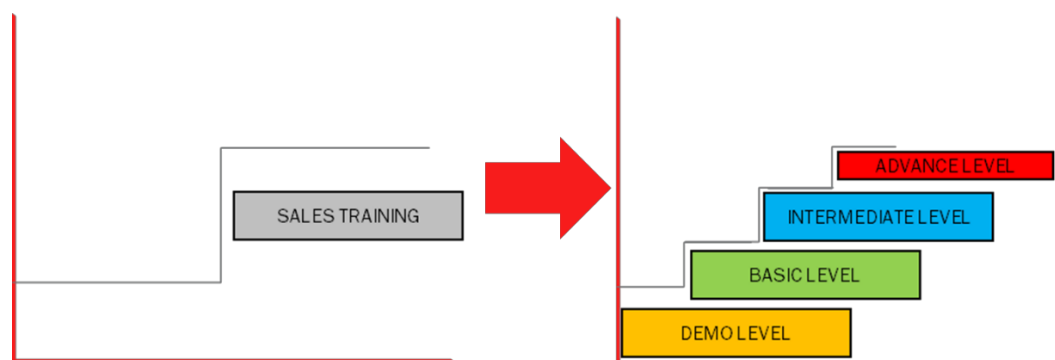 SALES TRAINING
ADVANCE LEVEL
INTERMEDIATE LEVEL
BASIC LEVEL
DEMO LEVEL